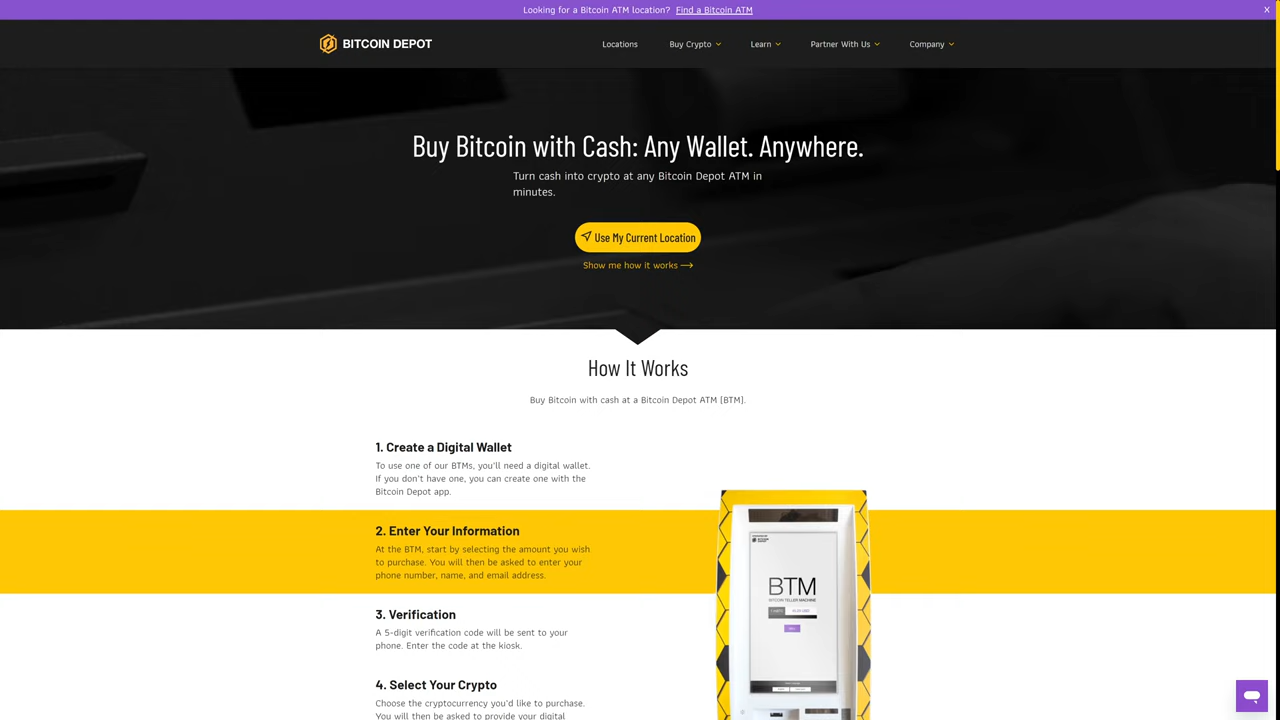 Looking for a Bitcoin ATM location? Find a Bitcoin ATM X
BITCOIN DEPOT Locations Buy Crypto Learn Partner With Us Company
Buy Bitcoin with Cash: Any Wallet. Anywhere.
Turn cash into crypto at any Bitcoin Depot ATM in
minutes.
Use My Current Location
Show me how it works
How It Works
Buy Bitcoin with cash at a Bitcoin Depot ATM [BTM].
1. Create a Digital Wallet
To use one of our BTMs, you'll need a digital wallet.
If you don't have one, you can create one with the
Bitcoin Depot app.
2. Enter Your Information
At the BTM, start by selecting the amount you wish
to purchase. You will then be asked to enter your
phone number, name, and email address.
3. Verification
A 5-digit verification code will be sent to your
phone. Enter the code at the kiosk.
4. Select Your Crypto
Choose the cryptocurrency you'd like to purchase.
You will then be asked to provide your digital
BTM
BITCOIN TELLER MACHINE